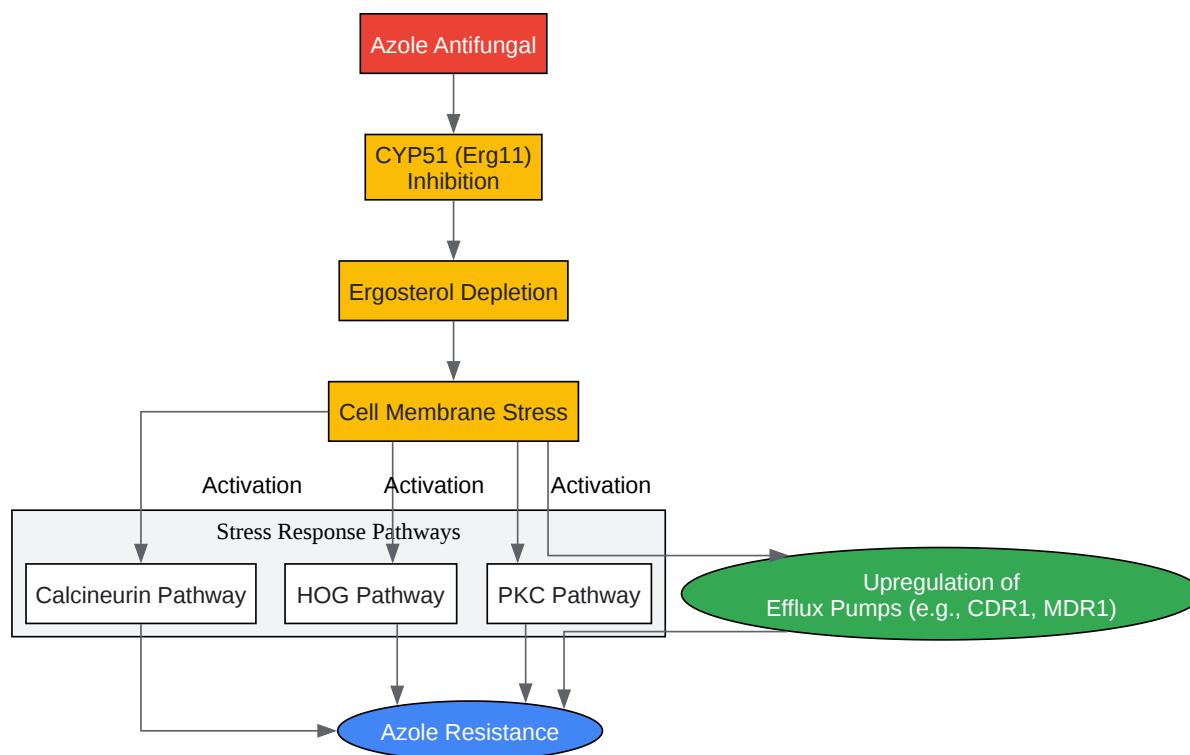 Azole Antifungal
CYP51 (Erg11)
Inhibition
Ergosterol Depletion
Cell Membrane Stress
Activation
Activation
Activation
Stress Response Pathways
Calcineurin Pathway
HOG Pathway
PKC Pathway
Upregulation of
Efflux Pumps (e.g., CDR1, MDR1)
Azole Resistance